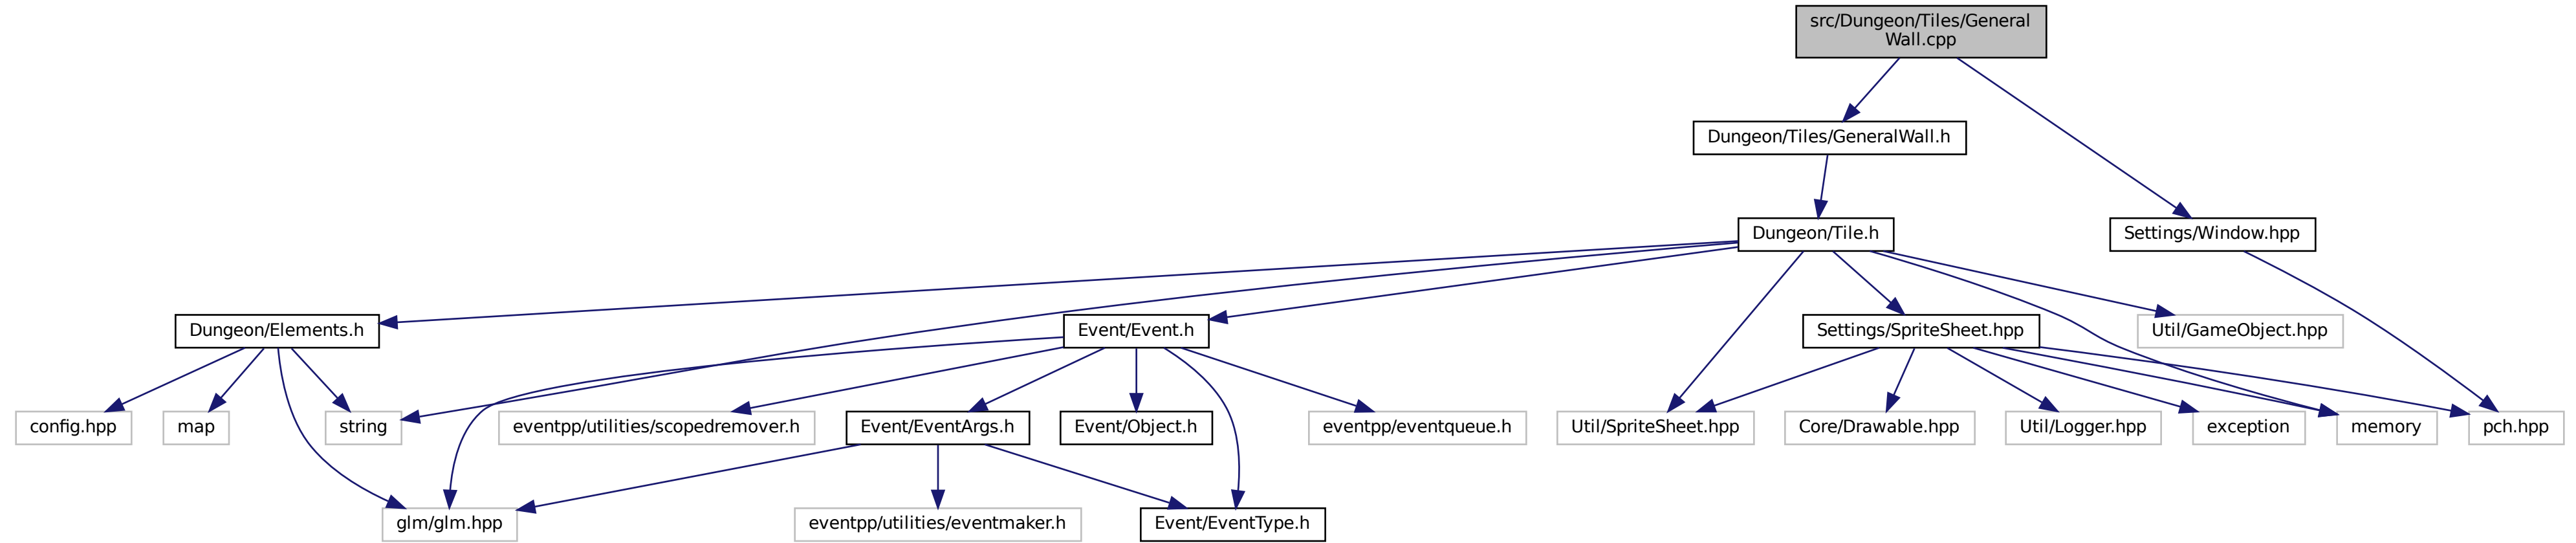 src/Dungeon/Tiles/General
Wall.cpp
Dungeon/Tiles/GeneralWall.h
Dungeon/Tile.h
Settings/Window.hpp
Dungeon/Elements.h
Event/Event.h
Settings/SpriteSheet.hpp
Util/GameObject.hpp
config.hpp
map
string
eventpp/utilities/scopedremover.h
Event/EventArgs.h
Event/Object.h
eventpp/eventqueue.h
Util/SpriteSheet.hpp
Core/Drawable.hpp
Util/Logger.hpp
exception
memory
pch.hpp
glm/glm.hpp
eventpp/utilities/eventmaker.h
Event/EventType.h